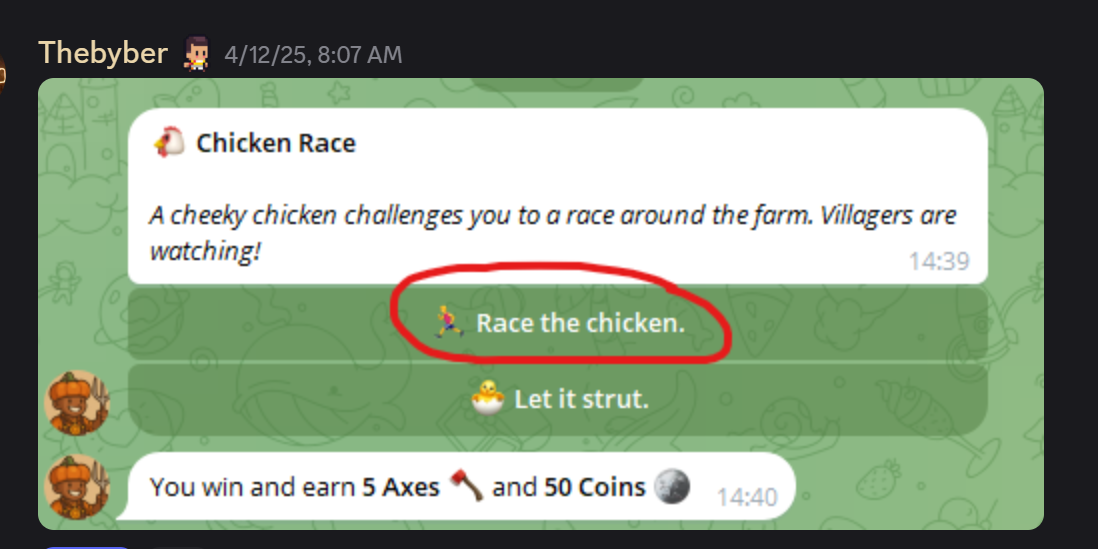 Thebyber 4/12/25, 8:07 AM
Chicken Race
A cheeky chicken challenges you to a race around the farm. Villagers are
watching!
14:39
Race the chicken.
Let it strut.
You win and earn 5 Axes and 50 Coins 14:40